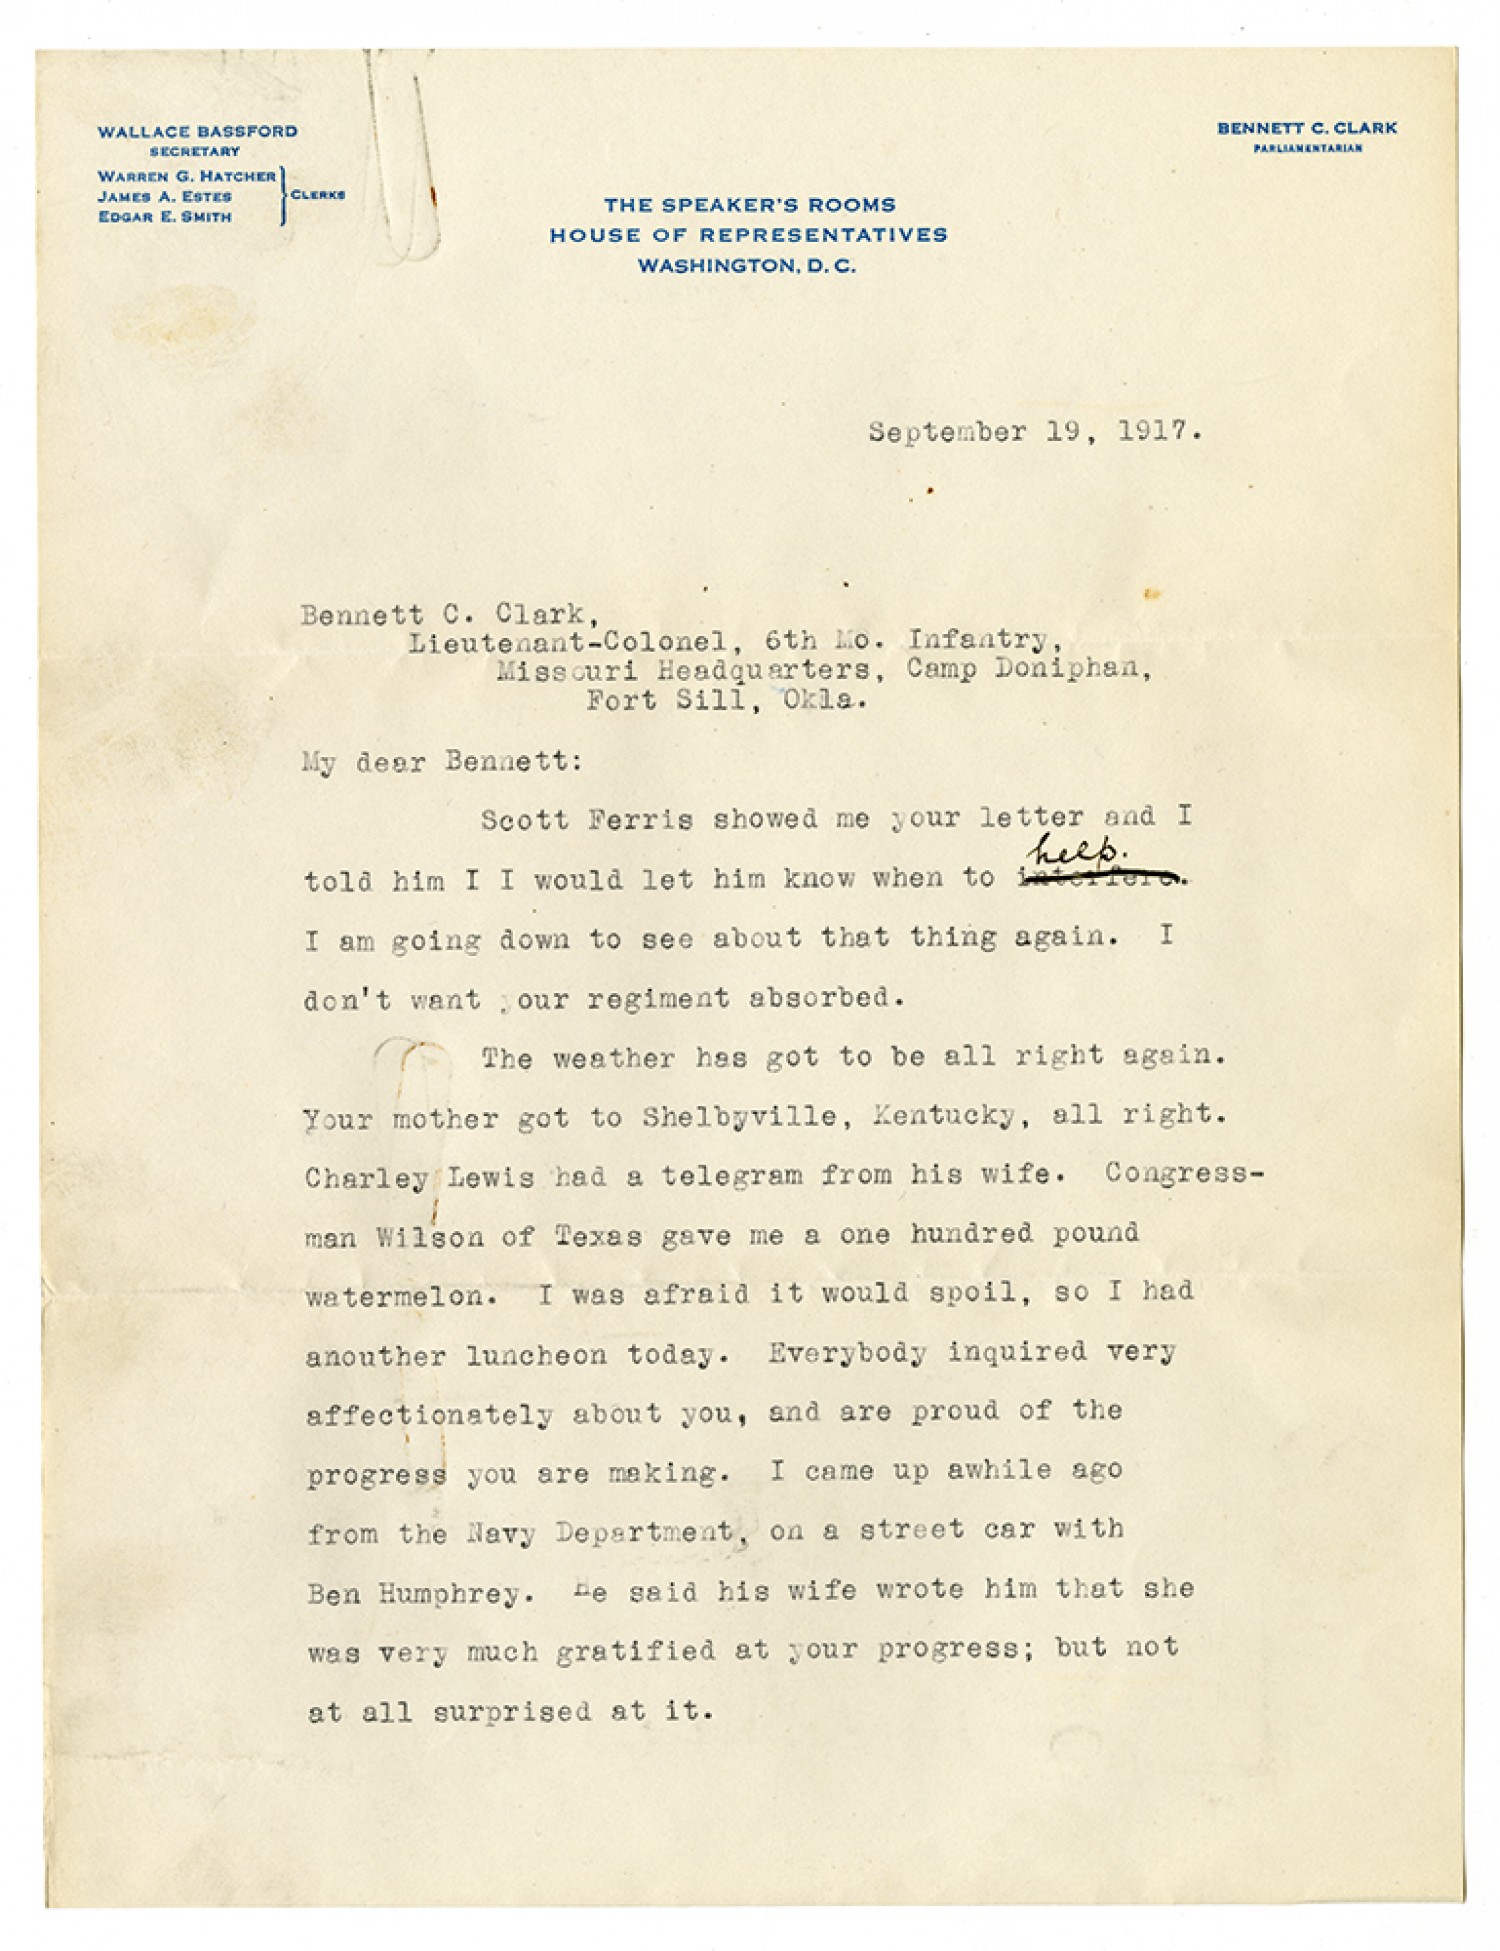 WALLACE BASSFORD
SECRETARY
WARREN G. HATCHER
JAMES A. ESTES
EDGAR E. SMITH
CLERKS
BENNETT C. CLARK
PARLIAMENTARIAN
THE SPEAKER'S ROOMS
HOUSE OF REPRESENTATIVES
WASHINGTON, D. C.
September 19, 1917.
Bennett C. Clark,
Lieutenant-Colonel, 6th Mo. Infantry,
Missouri Headquarters, Camp Doniphan,
Fort Sill, Okla.
My dear Bennett:
Scott Ferris showed me your letter and I
help.
told him I I would let him know when to interfere.
I am going down to see about that thing again. I
don't want your regiment absorbed.
The weather has got to be all right again.
Your mother got to Shelbyville, Kentucky, all right.
Charley Lewis had a telegram from his wife. Congress-
man Wilson of Texas gave me a one hundred pound
watermelon. I was afraid it would spoil, so I had
anouther luncheon today. Everybody inquired very
affectionately about you, and are proud of the
progress you are making. I came up awhile ago
from the Navy Department, on a street car with
Ben Humphrey. He said his wife wrote him that she
was very much gratified at your progress; but not
at all surprised at it.